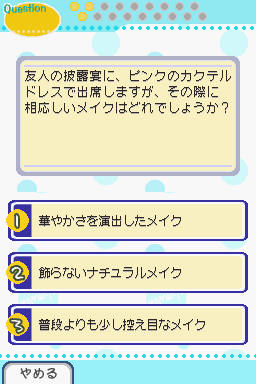 Question
友人の披露宴に、ピンクのカクテル
ドレスで出席しますが、その際に
相応しいメイクはどれでしょうか？
1 華やかさを演出したメイク
2 飾らないナチュラルメイク
3 普段よりも少し控え目なメイク
やめる